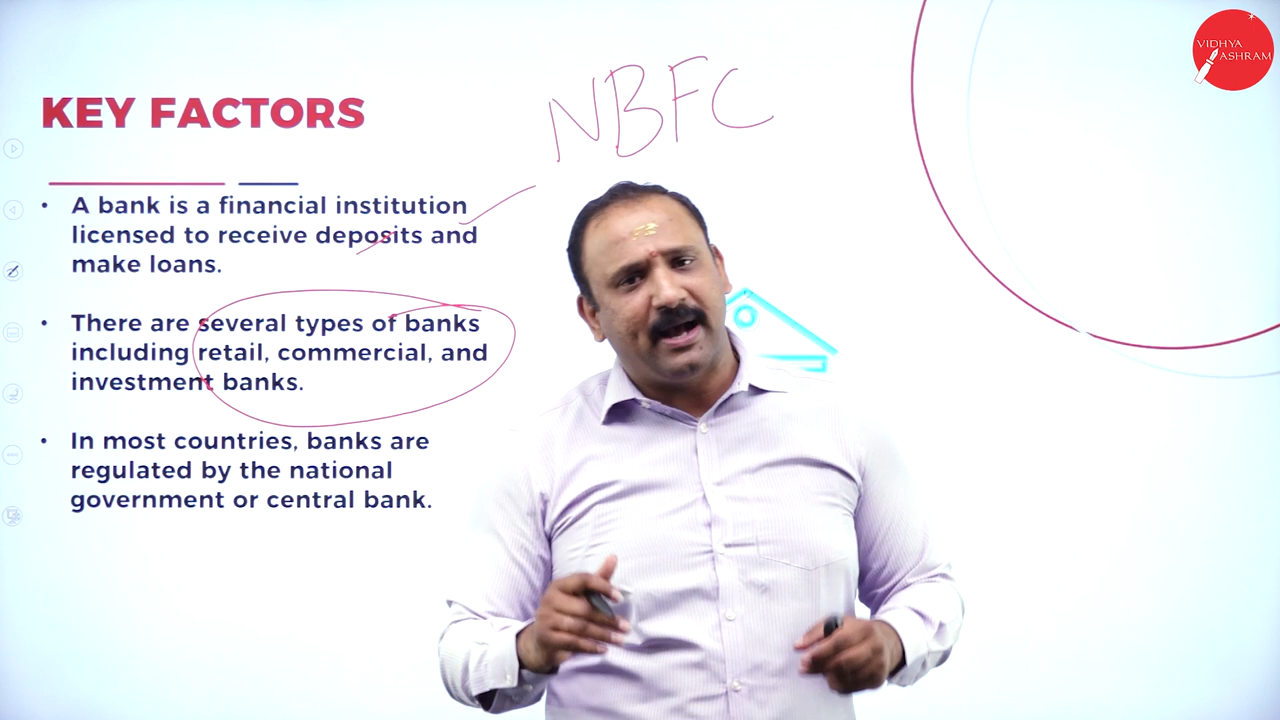 VIDHYA
ASHRAM
NBFC
KEY FACTORS
• A bank is a financial institution
licensed to receive deposits and
make loans.
• There are several types of banks
including retail, commercial, and
investment banks.
• In most countries, banks are
regulated by the national
government or central bank.